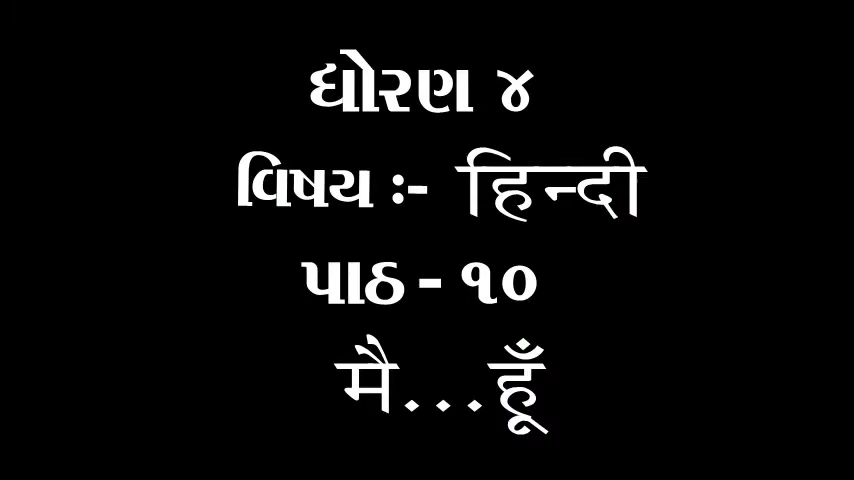 ધોરણ ૪
વિષય ઃ- हिन्दी
પાઠ - ૧૦
मै...हूँ